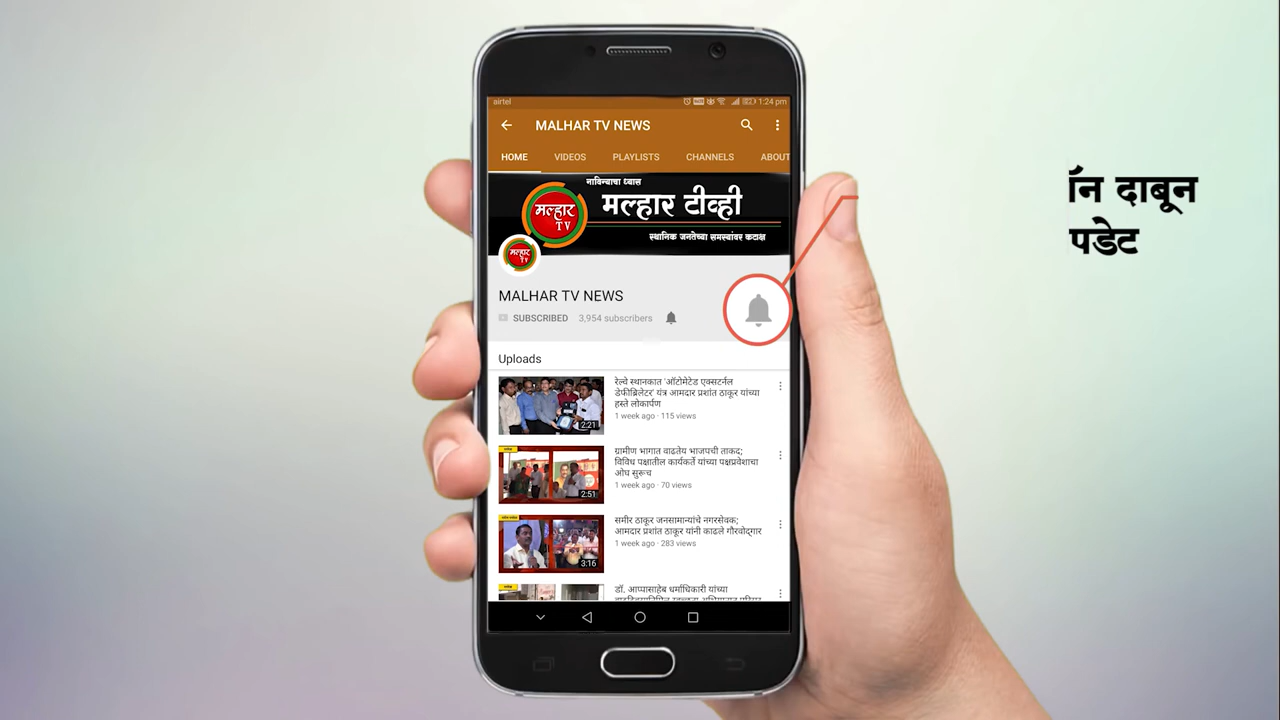 airtel
1:24 pm
MALHAR TV NEWS
HOME VIDEOS PLAYLISTS CHANNELS ABOUT
नाविन्याचा ध्यास
मल्हार टीव्ही
स्थानिक जनतेच्या समस्यांवर कटाक्ष
मल्हार
TV
मल्हार
TV
MALHAR TV NEWS
SUBSCRIBED 3,954 subscribers
Uploads
रेल्वे स्थानकात 'ऑटोमेटेड एक्सटर्नल
डेफीब्रिलेटर' यंत्र आमदार प्रशांत ठाकूर यांच्या
हस्ते लोकार्पण
1 week ago · 115 views
2:21
ग्रामीण भागात वाढतेय भाजपची ताकद;
विविध पक्षातील कार्यकर्ते यांच्या पक्षप्रवेशाचा
ओघ सुरूच
1 week ago · 70 views
2:51
समीर ठाकूर जनसामान्यांचे नगरसेवक;
आमदार प्रशांत ठाकूर यांनी काढले गौरवोद्गार
1 week ago · 283 views
3:16
डॉ. आप्पासाहेब धर्माधिकारी यांच्या
ॉन दाबून
पडेट